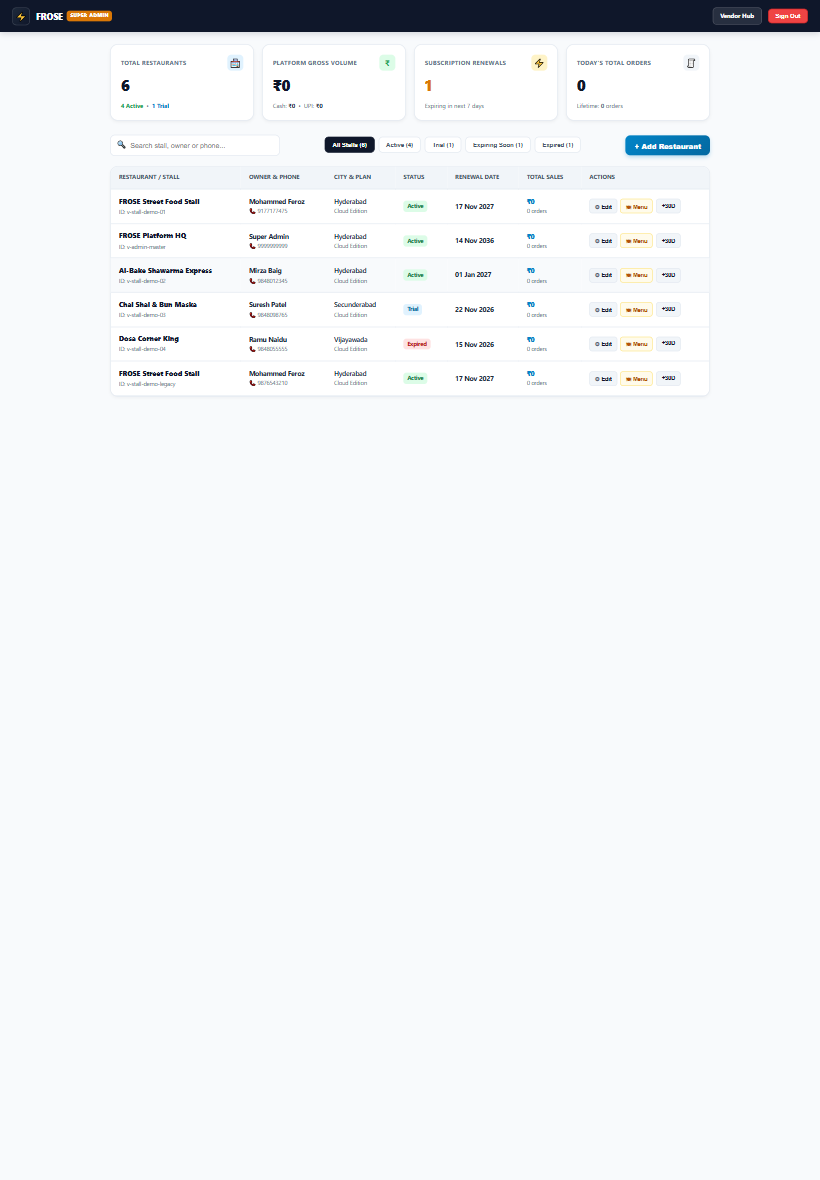 FROSE SUPER ADMIN
Vendor Hub
Sign Out
TOTAL RESTAURANTS
6
4 Active • 1 Trial
PLATFORM GROSS VOLUME
₹
₹0
Cash: ₹0 • UPI: ₹0
SUBSCRIPTION RENEWALS
1
Expiring in next 7 days
TODAY'S TOTAL ORDERS
0
Lifetime: 0 orders
Search stall, owner or phone...
All Stalls (6)
Active (4)
Trial (1)
Expiring Soon (1)
Expired (1)
+ Add Restaurant
RESTAURANT / STALL OWNER & PHONE CITY & PLAN STATUS RENEWAL DATE TOTAL SALES ACTIONS
FROSE Street Food Stall Mohammed Feroz Hyderabad Active 17 Nov 2027 ₹0 Edit Menu +30D
ID: v-stall-demo-01 9177177475 Cloud Edition 0 orders
FROSE Platform HQ Super Admin Hyderabad Active 14 Nov 2036 ₹0 Edit Menu +30D
ID: v-admin-master 9999999999 Cloud Edition 0 orders
Al-Bake Shawarma Express Mirza Baig Hyderabad Active 01 Jan 2027 ₹0 Edit Menu +30D
ID: v-stall-demo-02 9848012345 Cloud Edition 0 orders
Chai Shai & Bun Maska Suresh Patel Secunderabad Trial 22 Nov 2026 ₹0 Edit Menu +30D
ID: v-stall-demo-03 9848098765 Cloud Edition 0 orders
Dosa Corner King Ramu Naidu Vijayawada Expired 15 Nov 2026 ₹0 Edit Menu +30D
ID: v-stall-demo-04 9848055555 Cloud Edition 0 orders
FROSE Street Food Stall Mohammed Feroz Hyderabad Active 17 Nov 2027 ₹0 Edit Menu +30D
ID: v-stall-demo-legacy 9876543210 Cloud Edition 0 orders